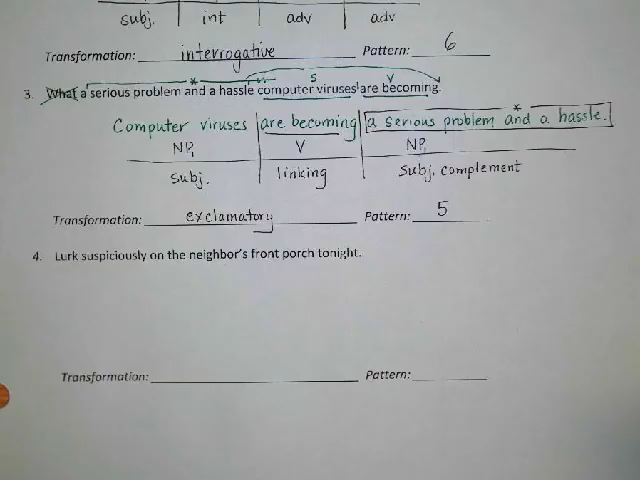 subj. int adv adv
Transformation: interrogative Pattern: 6
* S V
3. What a serious problem and a hassle computer viruses are becoming.
Computer viruses are becoming a serious problem and a hassle.
NP₁ V NP₁
subj. linking subj. complement
Transformation: exclamatory Pattern: 5
4. Lurk suspiciously on the neighbor's front porch tonight.
Transformation: Pattern: